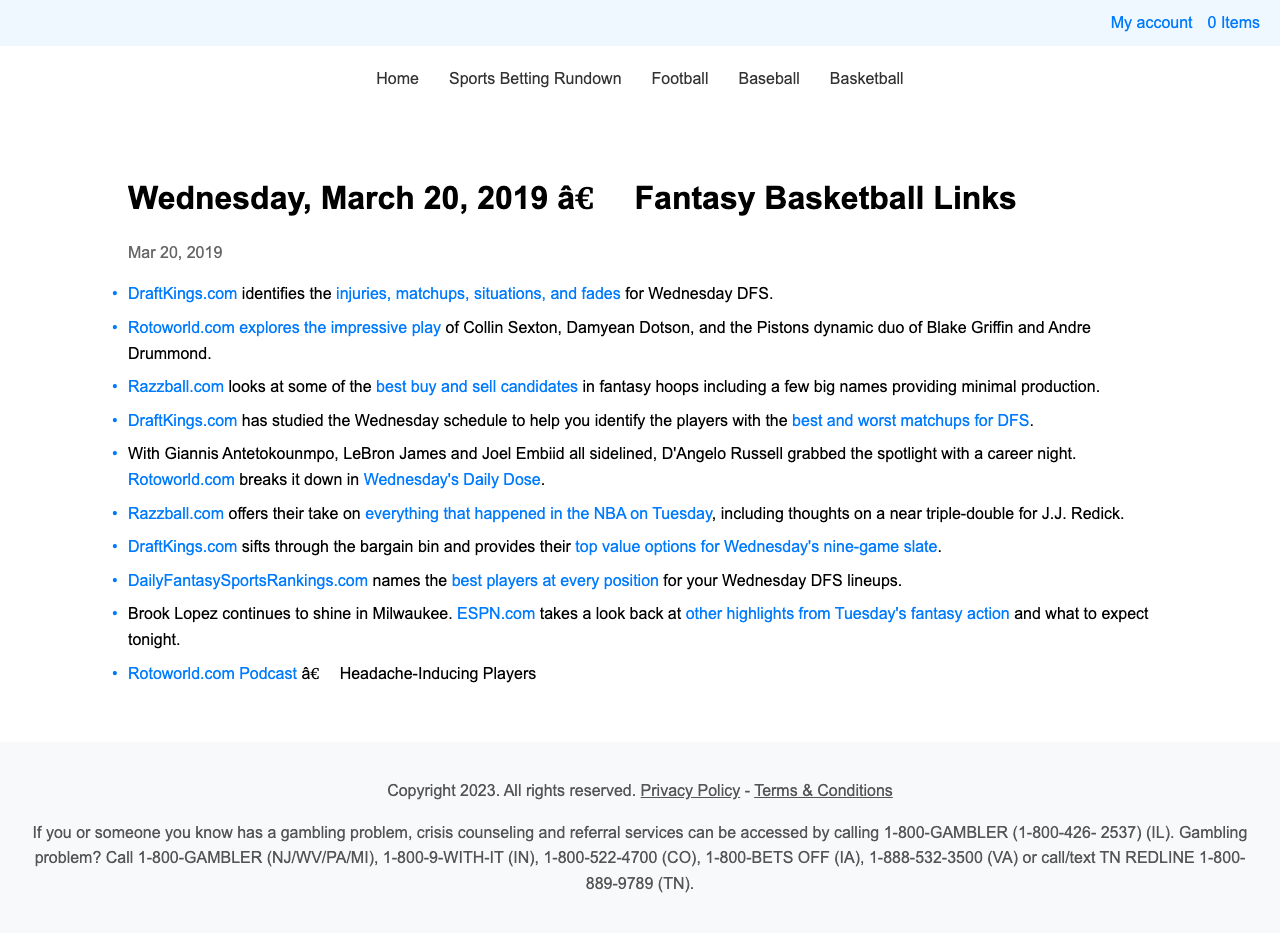 My account 0 Items
Home Sports Betting Rundown Football Baseball Basketball
Wednesday, March 20, 2019 â€ Fantasy Basketball Links
Mar 20, 2019
• DraftKings.com identifies the injuries, matchups, situations, and fades for Wednesday DFS.
• Rotoworld.com explores the impressive play of Collin Sexton, Damyean Dotson, and the Pistons dynamic duo of Blake Griffin and Andre
Drummond.
• Razzball.com looks at some of the best buy and sell candidates in fantasy hoops including a few big names providing minimal production.
• DraftKings.com has studied the Wednesday schedule to help you identify the players with the best and worst matchups for DFS.
• With Giannis Antetokounmpo, LeBron James and Joel Embiid all sidelined, D'Angelo Russell grabbed the spotlight with a career night.
Rotoworld.com breaks it down in Wednesday's Daily Dose.
• Razzball.com offers their take on everything that happened in the NBA on Tuesday, including thoughts on a near triple-double for J.J. Redick.
• DraftKings.com sifts through the bargain bin and provides their top value options for Wednesday's nine-game slate.
• DailyFantasySportsRankings.com names the best players at every position for your Wednesday DFS lineups.
• Brook Lopez continues to shine in Milwaukee. ESPN.com takes a look back at other highlights from Tuesday's fantasy action and what to expect
tonight.
• Rotoworld.com Podcast â€ Headache-Inducing Players
Copyright 2023. All rights reserved. Privacy Policy - Terms & Conditions
If you or someone you know has a gambling problem, crisis counseling and referral services can be accessed by calling 1-800-GAMBLER (1-800-426- 2537) (IL). Gambling
problem? Call 1-800-GAMBLER (NJ/WV/PA/MI), 1-800-9-WITH-IT (IN), 1-800-522-4700 (CO), 1-800-BETS OFF (IA), 1-888-532-3500 (VA) or call/text TN REDLINE 1-800-
889-9789 (TN).